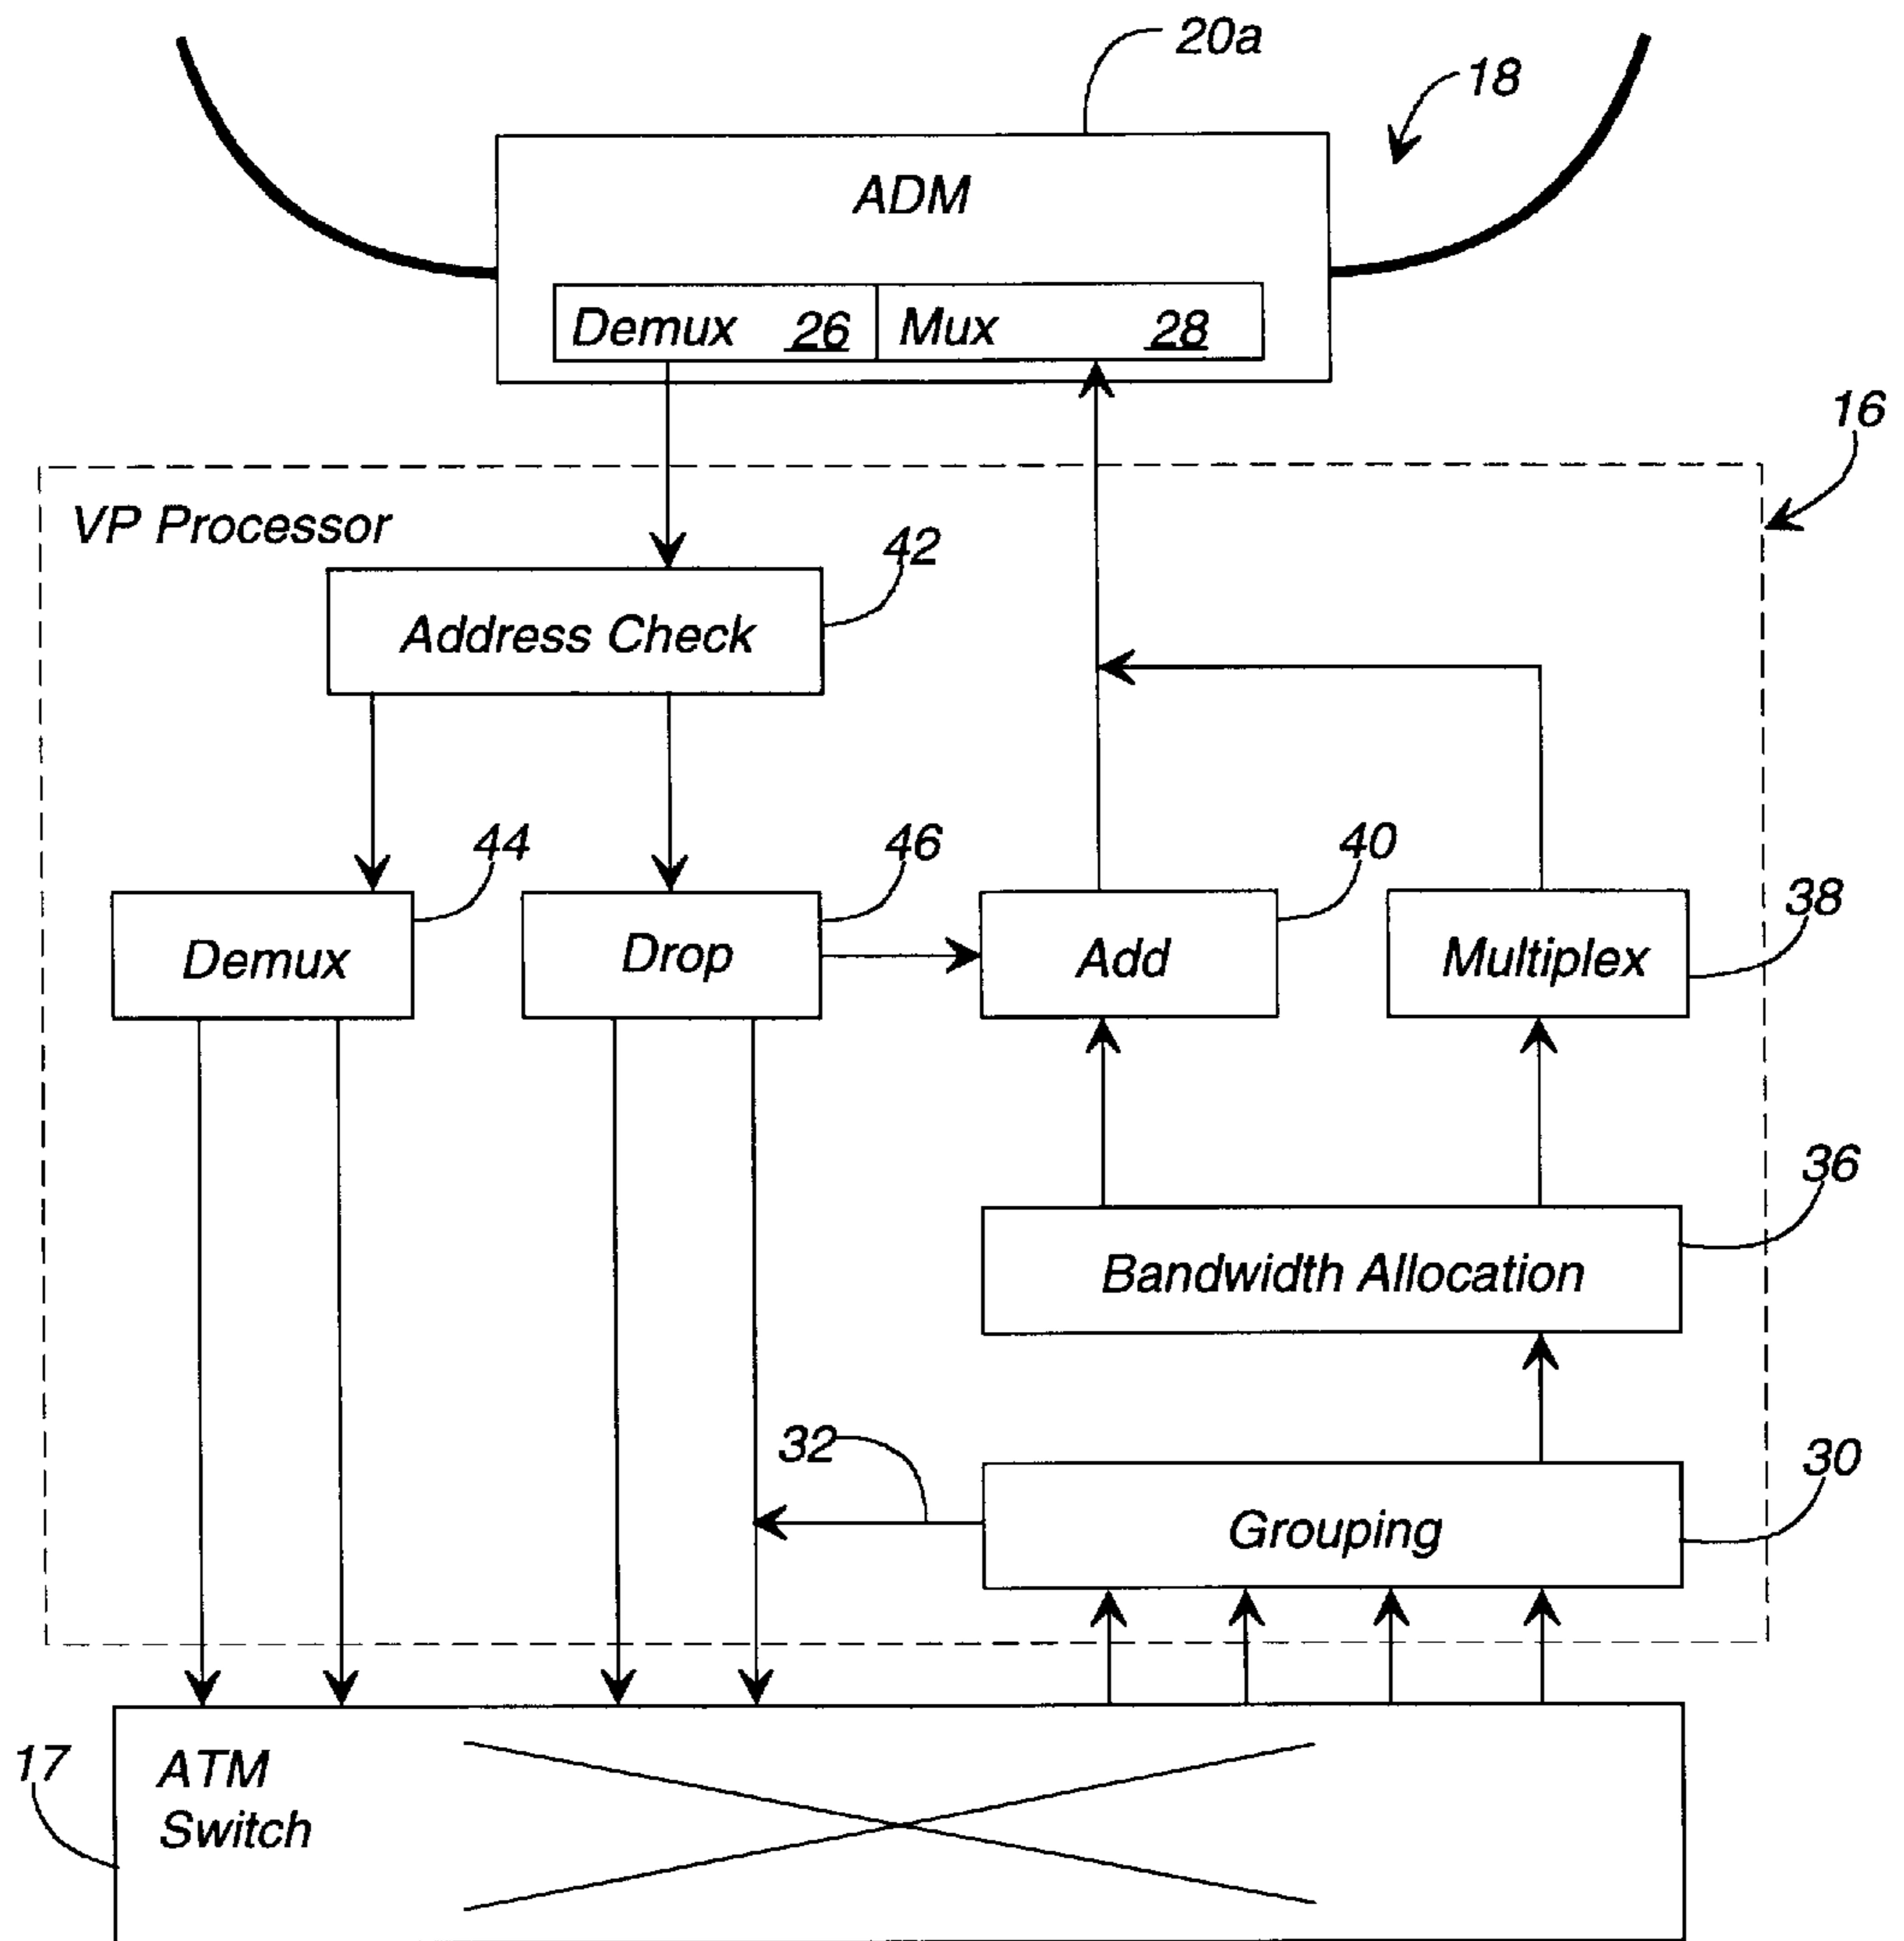 20a
18
ADM
Demux 26 Mux 28
16
VP Processor
42
Address Check
44
46
40
38
Demux
Drop
Add
Multiplex
36
Bandwidth Allocation
32
30
Grouping
17
ATM
Switch